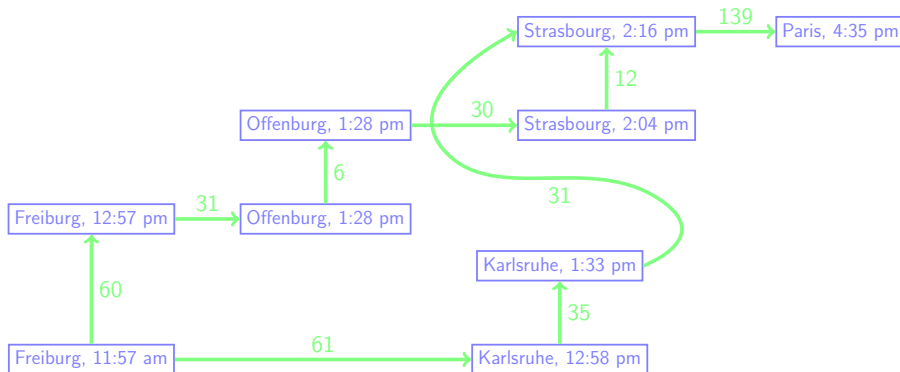 139
Strasbourg, 2:16 pm
Paris, 4:35 pm
12
30
Offenburg, 1:28 pm
Strasbourg, 2:04 pm
6
31
31
Freiburg, 12:57 pm
Offenburg, 1:28 pm
Karlsruhe, 1:33 pm
60
35
61
Freiburg, 11:57 am
Karlsruhe, 12:58 pm